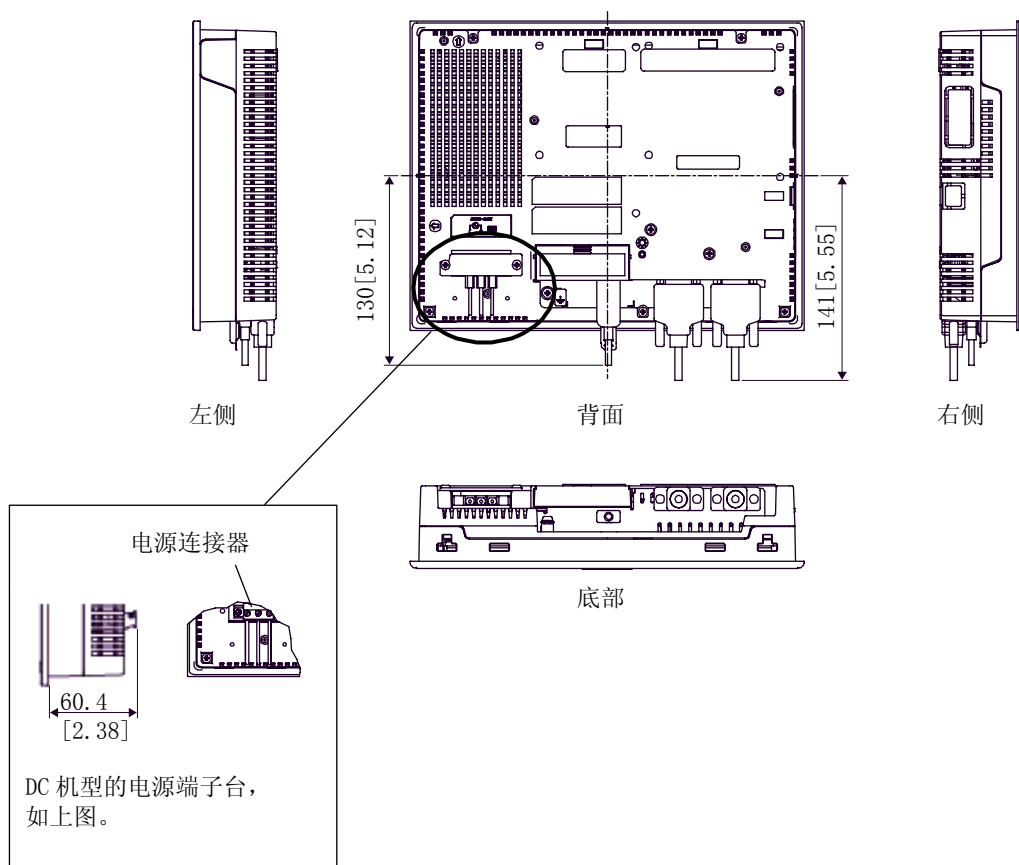 130[5.12]
141[5.55]
左侧
背面
右侧
电源连接器
底部
60.4
[2.38]
DC 机型的电源端子台，
如上图。